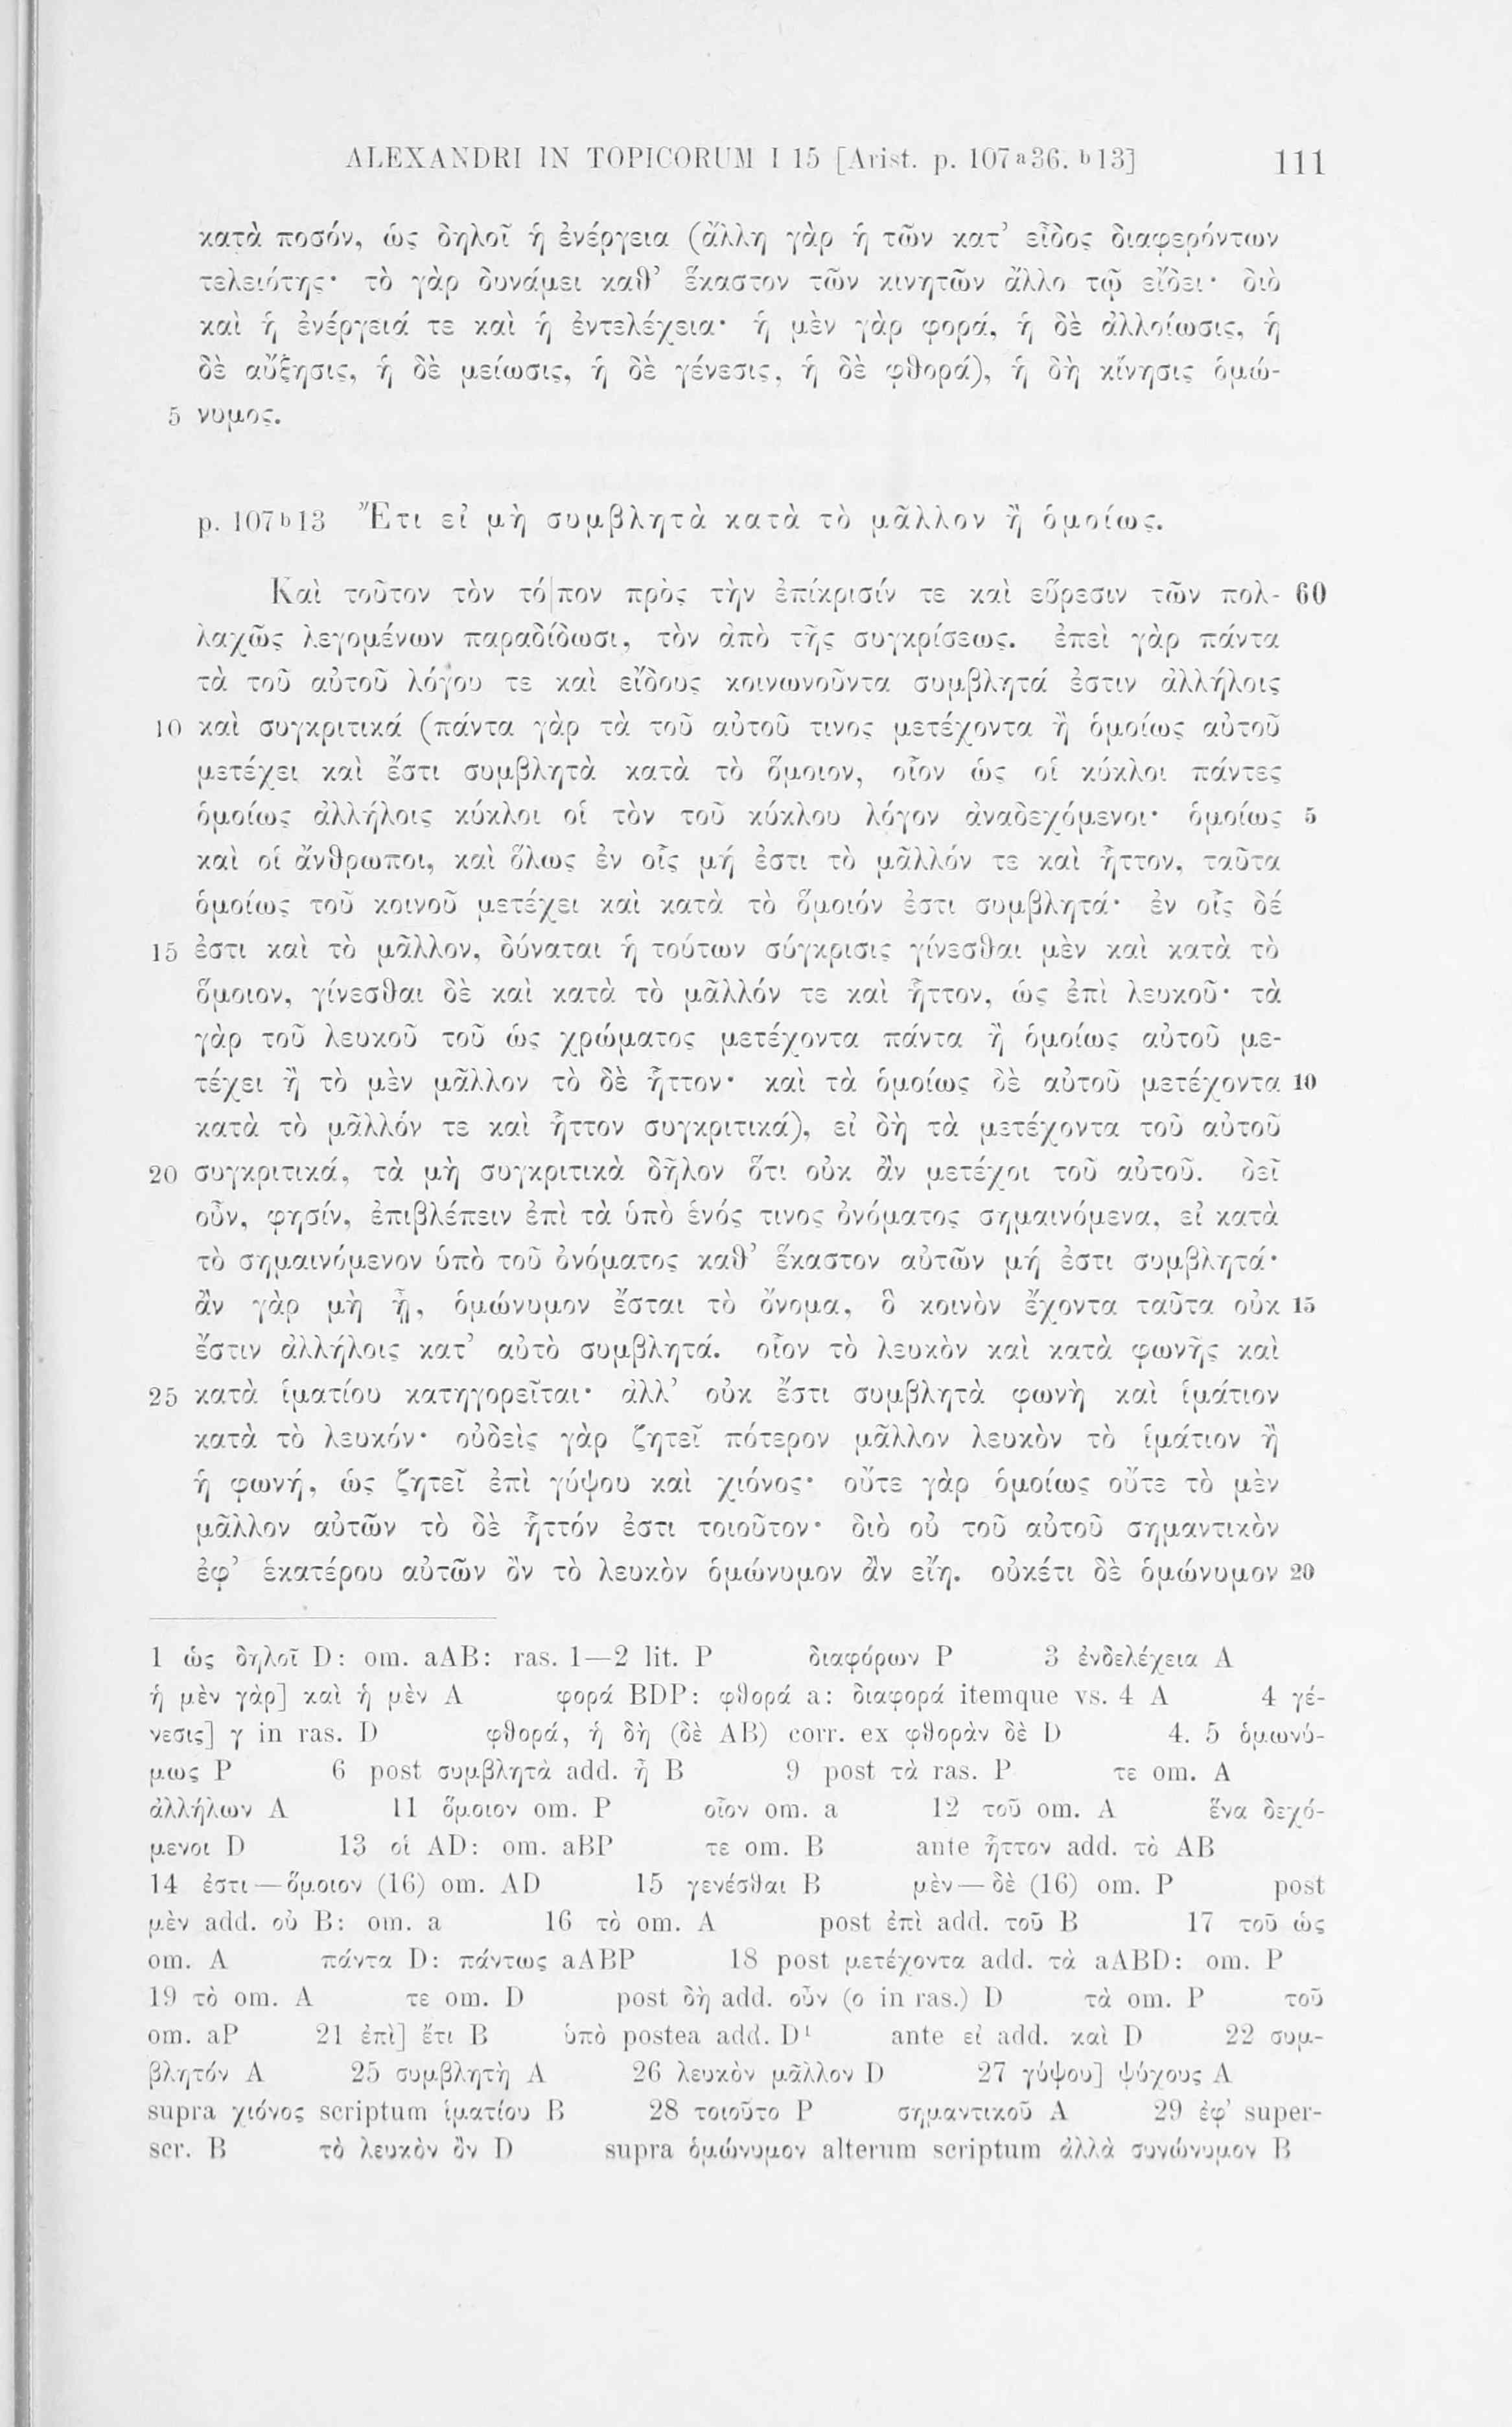 ALEXANDRI IN TOPICORUM I 15 [Arist. p. 107ᵃ36. ᵇ13] 111
κατὰ ποσόν, ὡς δηλοῖ ἡ ἐνέργεια (ἄλλη γὰρ ἡ τῶν κατ’ εἶδος διαφερόντων
τελειότης· τὸ γὰρ δυνάμει καθ’ ἕκαστον τῶν κινητῶν ἄλλο τῷ εἴδει· διὸ
καὶ ἡ ἐνέργειά τε καὶ ἡ ἐντελέχεια· ἡ μὲν γὰρ φορά, ἡ δὲ ἀλλοίωσις, ἡ
δὲ αὔξησις, ἡ δὲ μείωσις, ἡ δὲ γένεσις, ἡ δὲ φθορά), ἡ δὴ κίνησις ὁμώ-
5 νυμος.
p. 107ᵇ13 Ἔτι εἰ μὴ συμβλητὰ κατὰ τὸ μᾶλλον ἢ ὁμοίως.
Καὶ τοῦτον τὸν τό|πον πρὸς τὴν ἐπίκρισίν τε καὶ εὕρεσιν τῶν πολ- 60
λαχῶς λεγομένων παραδίδωσι, τὸν ἀπὸ τῆς συγκρίσεως. ἐπεὶ γὰρ πάντα
τὰ τοῦ αὐτοῦ λόγου τε καὶ εἴδους κοινωνοῦντα συμβλητά ἐστιν ἀλλήλοις
10 καὶ συγκριτικά (πάντα γὰρ τὰ τοῦ αὐτοῦ τινος μετέχοντα ἢ ὁμοίως αὐτοῦ
μετέχει καὶ ἔστι συμβλητὰ κατὰ τὸ ὅμοιον, οἷον ὡς οἱ κύκλοι πάντες
ὁμοίως ἀλλήλοις κύκλοι οἱ τὸν τοῦ κύκλου λόγον ἀναδεχόμενοι· ὁμοίως 5
καὶ οἱ ἄνθρωποι, καὶ ὅλως ἐν οἷς μή ἐστι τὸ μᾶλλόν τε καὶ ἧττον, ταῦτα
ὁμοίως τοῦ κοινοῦ μετέχει καὶ κατὰ τὸ ὅμοιόν ἐστι συμβλητά· ἐν οἷς δέ
15 ἐστι καὶ τὸ μᾶλλον, δύναται ἡ τούτων σύγκρισις γίνεσθαι μὲν καὶ κατὰ τὸ
ὅμοιον, γίνεσθαι δὲ καὶ κατὰ τὸ μᾶλλόν τε καὶ ἧττον, ὡς ἐπὶ λευκοῦ· τὰ
γὰρ τοῦ λευκοῦ τοῦ ὡς χρώματος μετέχοντα πάντα ἢ ὁμοίως αὐτοῦ με-
τέχει ἢ τὸ μὲν μᾶλλον τὸ δὲ ἧττον· καὶ τὰ ὁμοίως δὲ αὐτοῦ μετέχοντα 10
κατὰ τὸ μᾶλλόν τε καὶ ἧττον συγκριτικά), εἰ δὴ τὰ μετέχοντα τοῦ αὐτοῦ
20 συγκριτικά, τὰ μὴ συγκριτικὰ δῆλον ὅτι οὐκ ἂν μετέχοι τοῦ αὐτοῦ. δεῖ
οὖν, φησίν, ἐπιβλέπειν ἐπὶ τὰ ὑπὸ ἑνός τινος ὀνόματος σημαινόμενα, εἰ κατὰ
τὸ σημαινόμενον ὑπὸ τοῦ ὀνόματος καθ’ ἕκαστον αὐτῶν μή ἐστι συμβλητά·
ἂν γὰρ μὴ ᾖ, ὁμώνυμον ἔσται τὸ ὄνομα, ὃ κοινὸν ἔχοντα ταῦτα οὐκ 15
ἔστιν ἀλλήλοις κατ’ αὐτὸ συμβλητά. οἷον τὸ λευκὸν καὶ κατὰ φωνῆς καὶ
25 κατὰ ἱματίου κατηγορεῖται· ἀλλ’ οὐκ ἔστι συμβλητὰ φωνὴ καὶ ἱμάτιον
κατὰ τὸ λευκόν· οὐδεὶς γὰρ ζητεῖ πότερον μᾶλλον λευκὸν τὸ ἱμάτιον ἢ
ἡ φωνή, ὡς ζητεῖ ἐπὶ γύψου καὶ χιόνος· οὔτε γὰρ ὁμοίως οὔτε τὸ μὲν
μᾶλλον αὐτῶν τὸ δὲ ἧττόν ἐστι τοιοῦτον· διὸ οὐ τοῦ αὐτοῦ σημαντικὸν
ἐφ’ ἑκατέρου αὐτῶν ὂν τὸ λευκὸν ὁμώνυμον ἂν εἴη. οὐκέτι δὲ ὁμώνυμον 20
1 ὡς δηλοῖ D: om. aAB: ras. 1—2 lit. P διαφόρων P 3 ἐνδελέχεια A
ἡ μὲν γὰρ] καὶ ἡ μὲν A φορά BDP: φθορά a: διαφορά itemque vs. 4 A 4 γέ-
νεσις] γ in ras. D φθορά, ἡ δὴ (δὲ AB) corr. ex φθορὰν δὲ D 4. 5 ὁμωνύ-
μως P 6 post συμβλητὰ add. ἢ B 9 post τὰ ras. P τε om. A
ἀλλήλων A 11 ὅμοιον om. P οἷον om. a 12 τοῦ om. A ἕνα δεχό-
μενοι D 13 οἱ AD: om. aBP τε om. B ante ἧττον add. τὸ AB
14 ἐστι—ὅμοιον (16) om. AD 15 γενέσθαι B μὲν—δὲ (16) om. P post
μὲν add. οὐ B: om. a 16 τὸ om. A post ἐπὶ add. τοῦ B 17 τοῦ ὡς
om. A πάντα D: πάντως aABP 18 post μετέχοντα add. τὰ aABD: om. P
19 τὸ om. A τε om. D post δὴ add. οὖν (ο in ras.) D τὰ om. P τοῦ
om. aP 21 ἐπὶ] ἔτι B ὑπὸ postea add. D¹ ante εἰ add. καὶ D 22 συμ-
βλητόν A 25 συμβλητὴ A 26 λευκὸν μᾶλλον D 27 γύψου] ψύχους A
supra χιόνος scriptum ἱματίου B 28 τοιοῦτο P σημαντικοῦ A 29 ἐφ’ super-
scr. B τὸ λευκὸν ὂν D supra ὁμώνυμον alterum scriptum ἀλλὰ συνώνυμον B